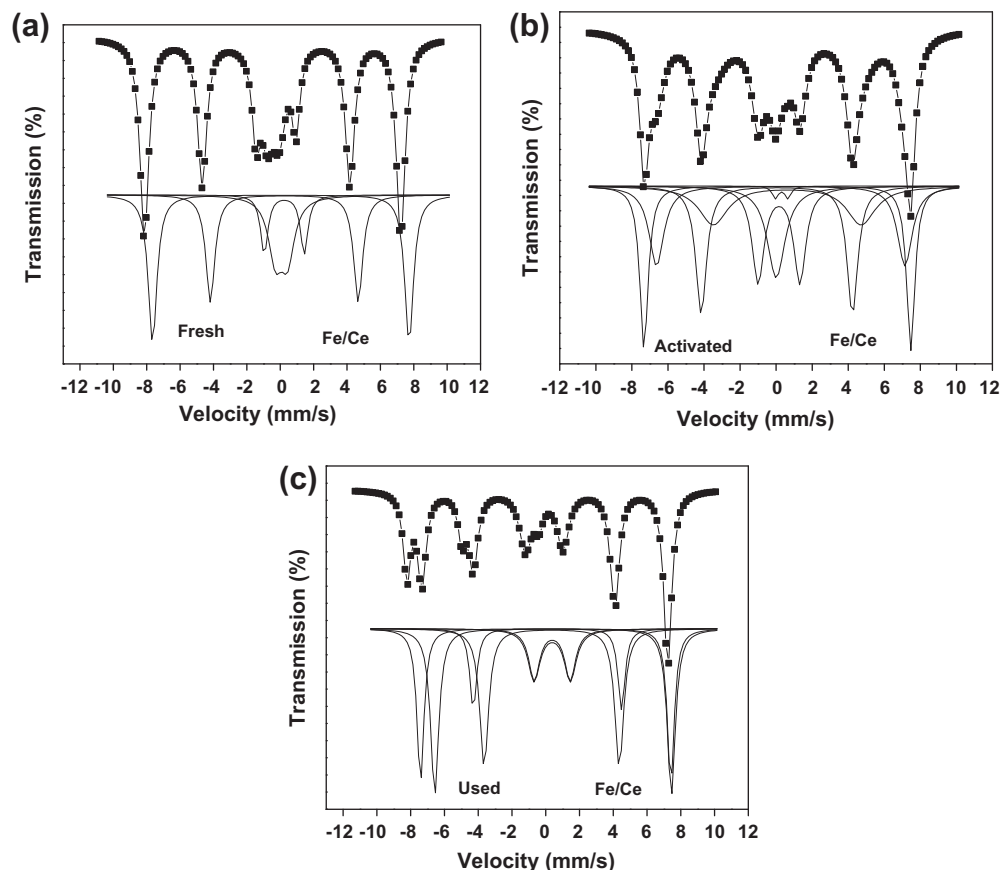 (a)
Transmission (%)
Fresh
Fe/Ce
-12 -10 -8 -6 -4 -2 0 2 4 6 8 10 12
Velocity (mm/s)
(b)
Transmission (%)
Activated
Fe/Ce
-12 -10 -8 -6 -4 -2 0 2 4 6 8 10 12
Velocity (mm/s)
(c)
Transmission (%)
Used
Fe/Ce
-12 -10 -8 -6 -4 -2 0 2 4 6 8 10 12
Velocity (mm/s)